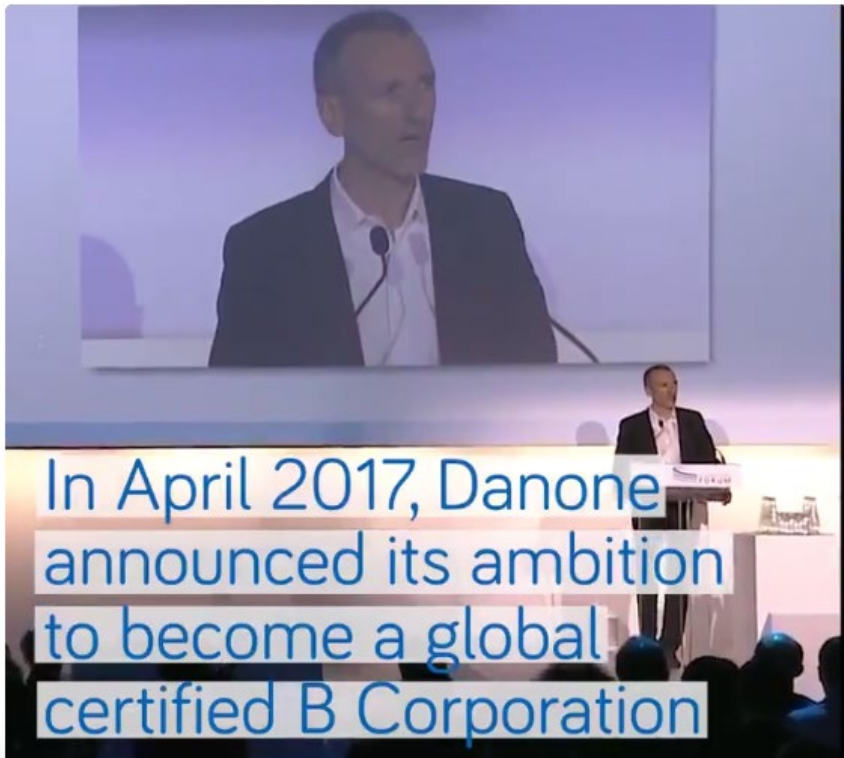 In April 2017, Danone
announced its ambition
to become a global
certified B Corporation
FORUM